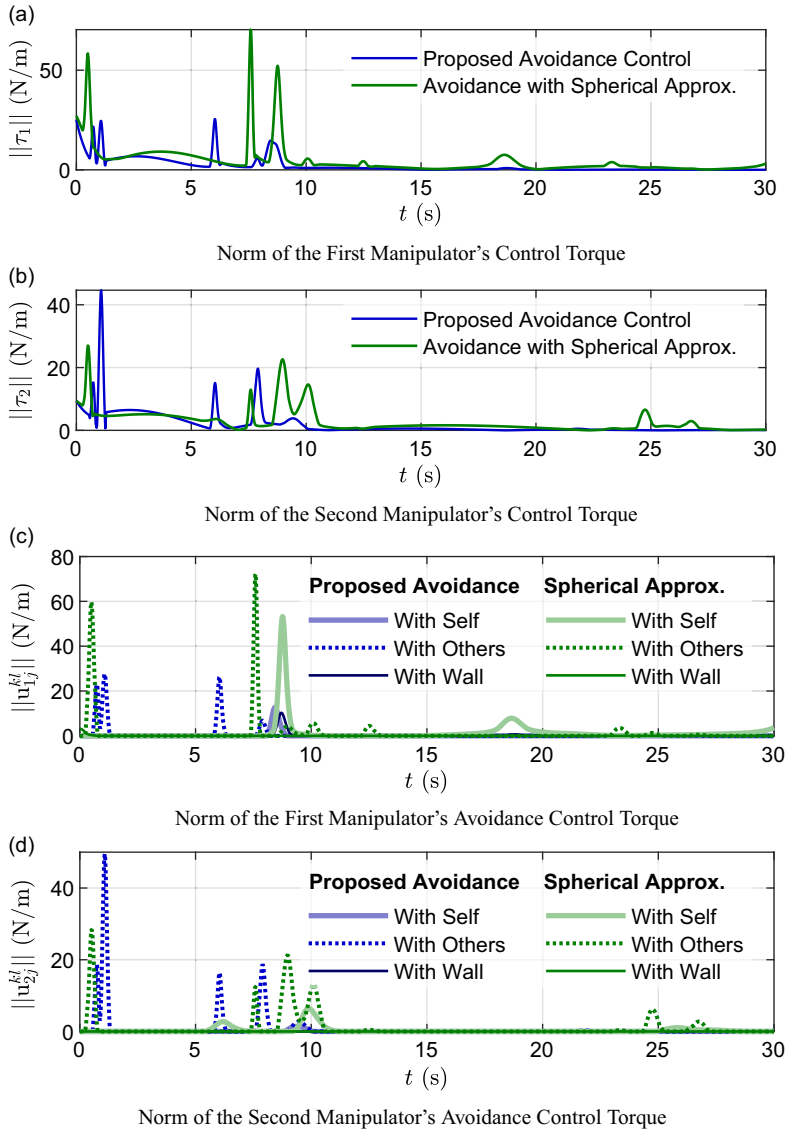 (a)
||τ₁|| (N/m)
50
0
Proposed Avoidance Control
Avoidance with Spherical Approx.
0 5 10 15 20 25 30
t (s)
Norm of the First Manipulator's Control Torque
(b)
||τ₂|| (N/m)
40
20
0
Proposed Avoidance Control
Avoidance with Spherical Approx.
0 5 10 15 20 25 30
t (s)
Norm of the Second Manipulator's Control Torque
(c)
||u₁ⱼᵏˡ|| (N/m)
80
60
40
20
0
Proposed Avoidance Spherical Approx.
With Self With Self
With Others With Others
With Wall With Wall
0 5 10 15 20 25 30
t (s)
Norm of the First Manipulator's Avoidance Control Torque
(d)
||u₂ⱼᵏˡ|| (N/m)
40
20
0
Proposed Avoidance Spherical Approx.
With Self With Self
With Others With Others
With Wall With Wall
0 5 10 15 20 25 30
t (s)
Norm of the Second Manipulator's Avoidance Control Torque